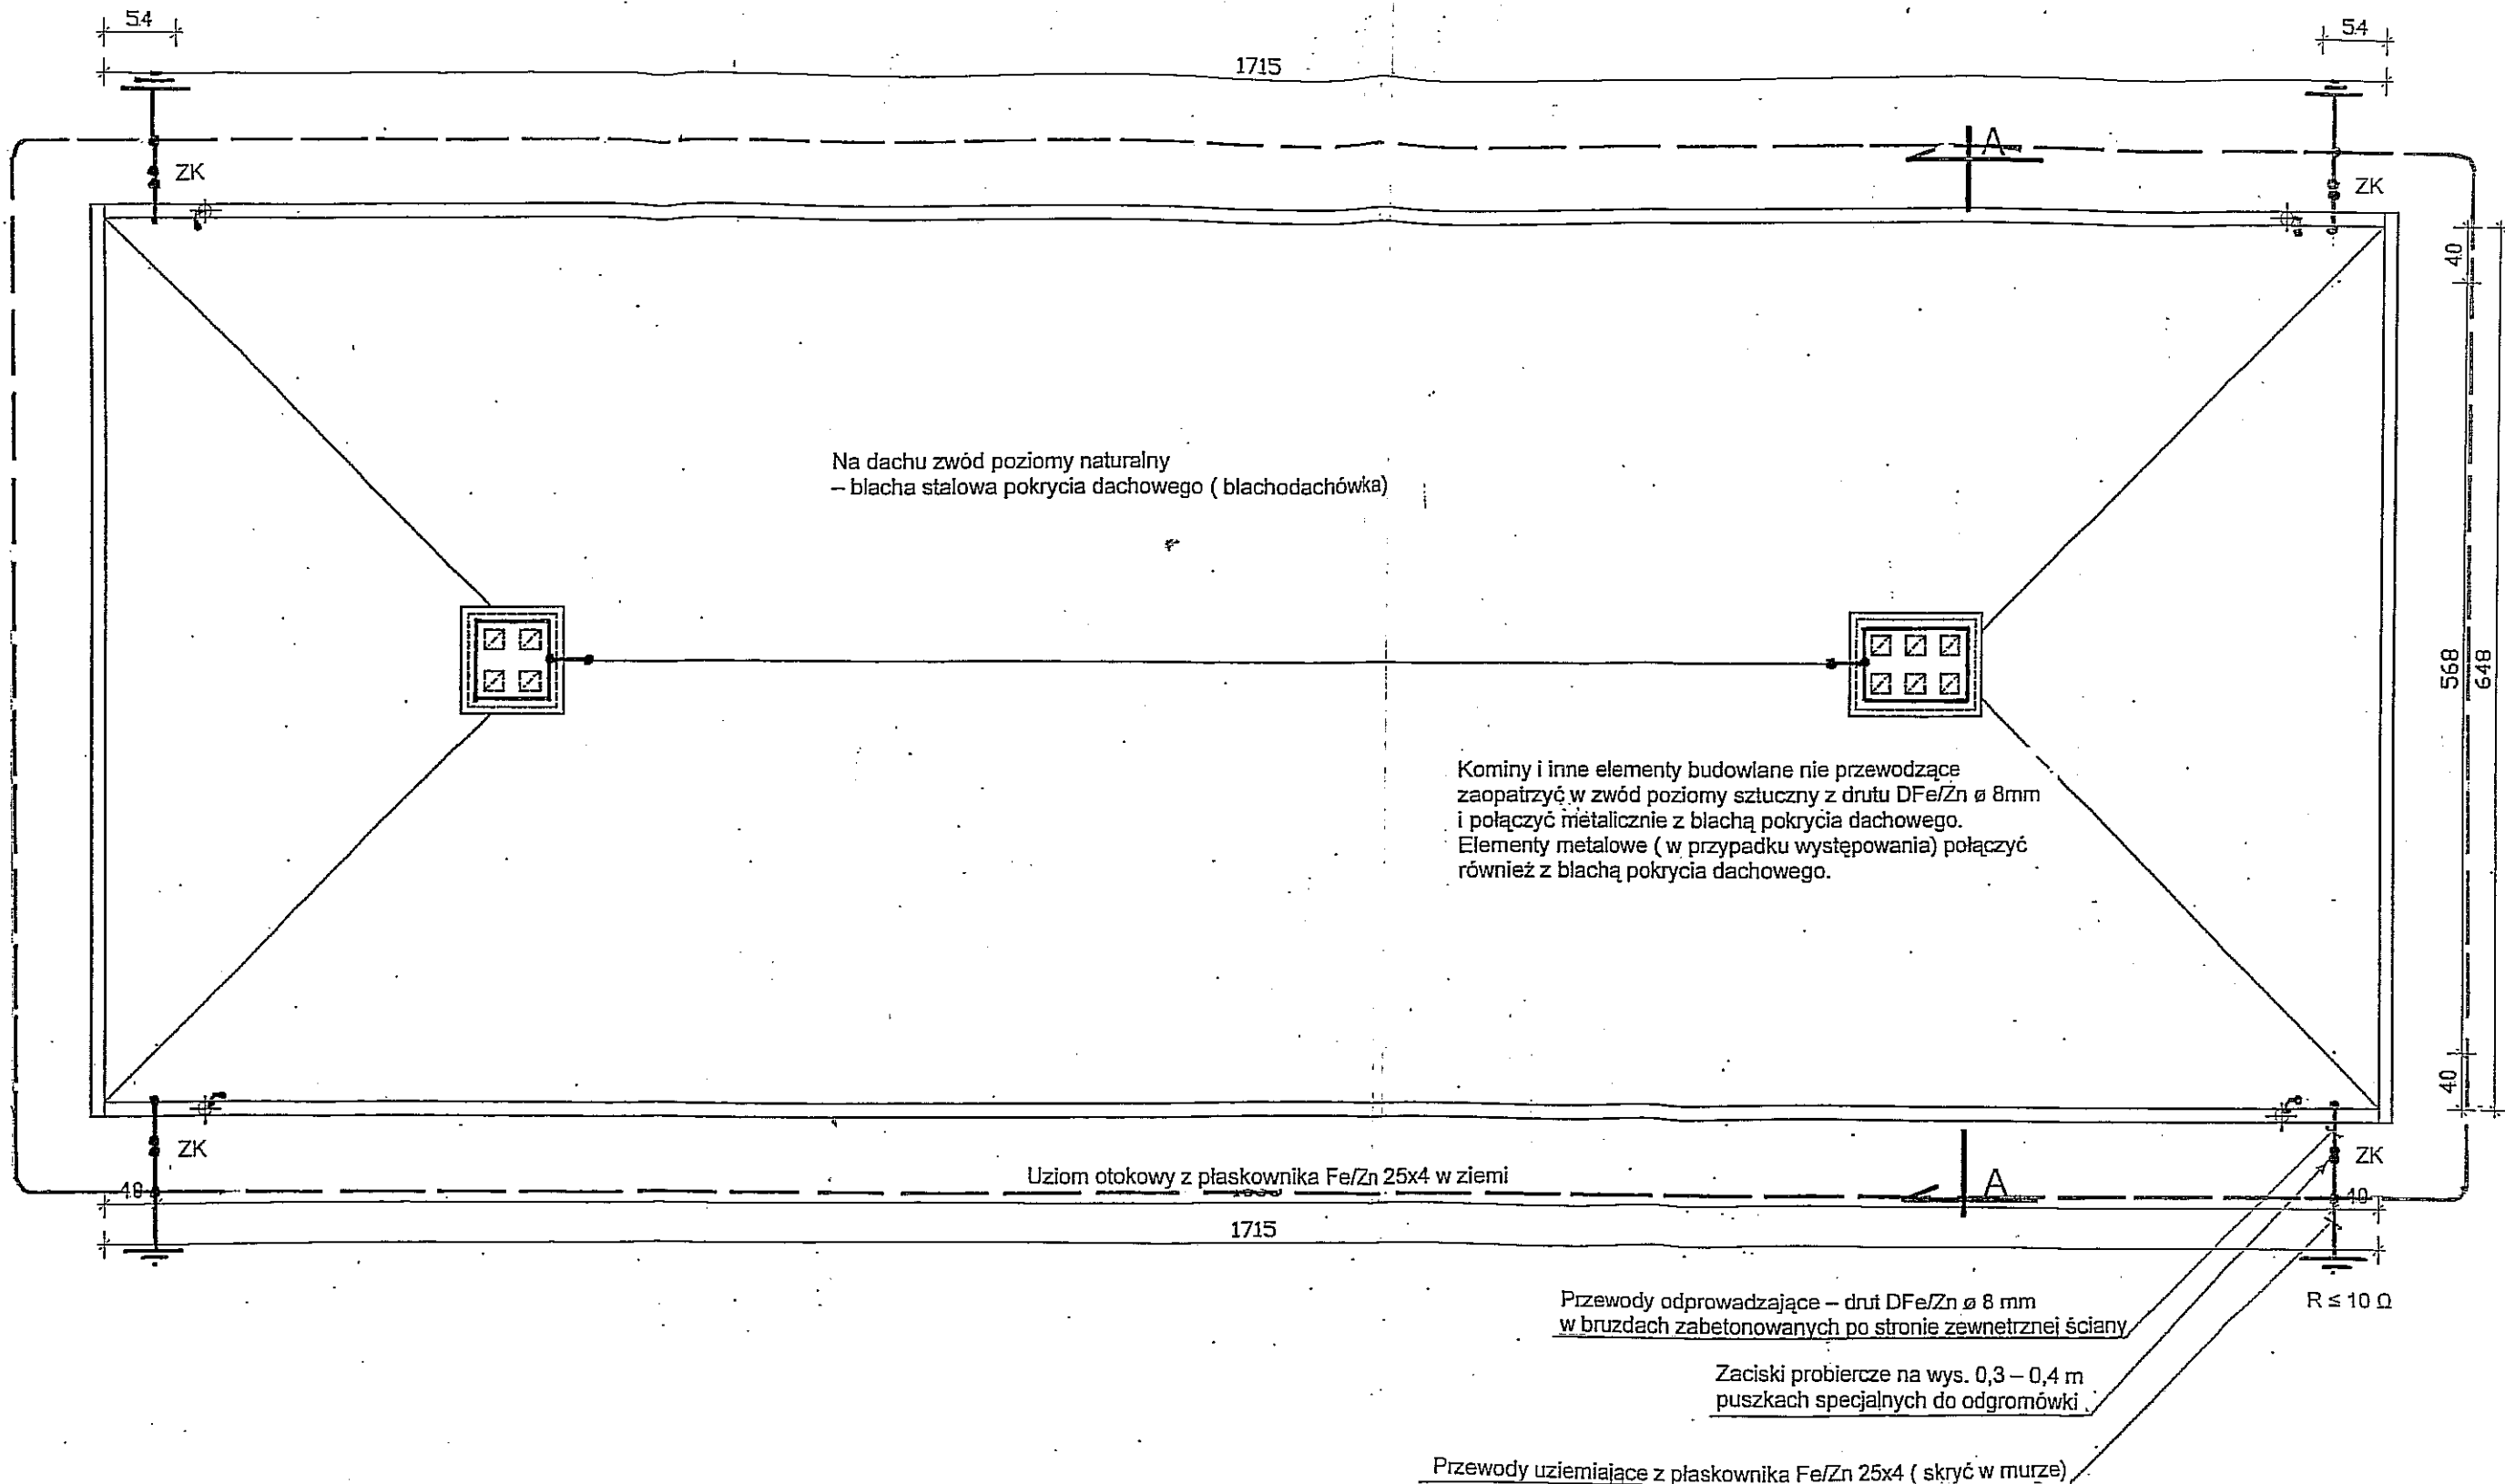 54
54
1715
A
ZK
ZK
40
Na dachu zwód poziomy naturalny
– blacha stalowa pokrycia dachowego ( blachodachówka)
568
648
Kominy i inne elementy budowlane nie przewodzące
zaopatrzyć w zwód poziomy sztuczny z drutu DFe/Zn ø 8mm
i połączyć metalicznie z blachą pokrycia dachowego.
Elementy metalowe ( w przypadku występowania) połączyć
również z blachą pokrycia dachowego.
40
ZK
ZK
Uziom otokowy z płaskownika Fe/Zn 25x4 w ziemi
A
40
40
1715
Przewody odprowadzające – drut DFe/Zn ø 8 mm
w bruzdach zabetonowanych po stronie zewnetrznej ściany
R ≤ 10 Ω
Zaciski probiercze na wys. 0,3 – 0,4 m
puszkach specjalnych do odgromówki
Przewody uziemiające z płaskownika Fe/Zn 25x4 ( skryć w murze)